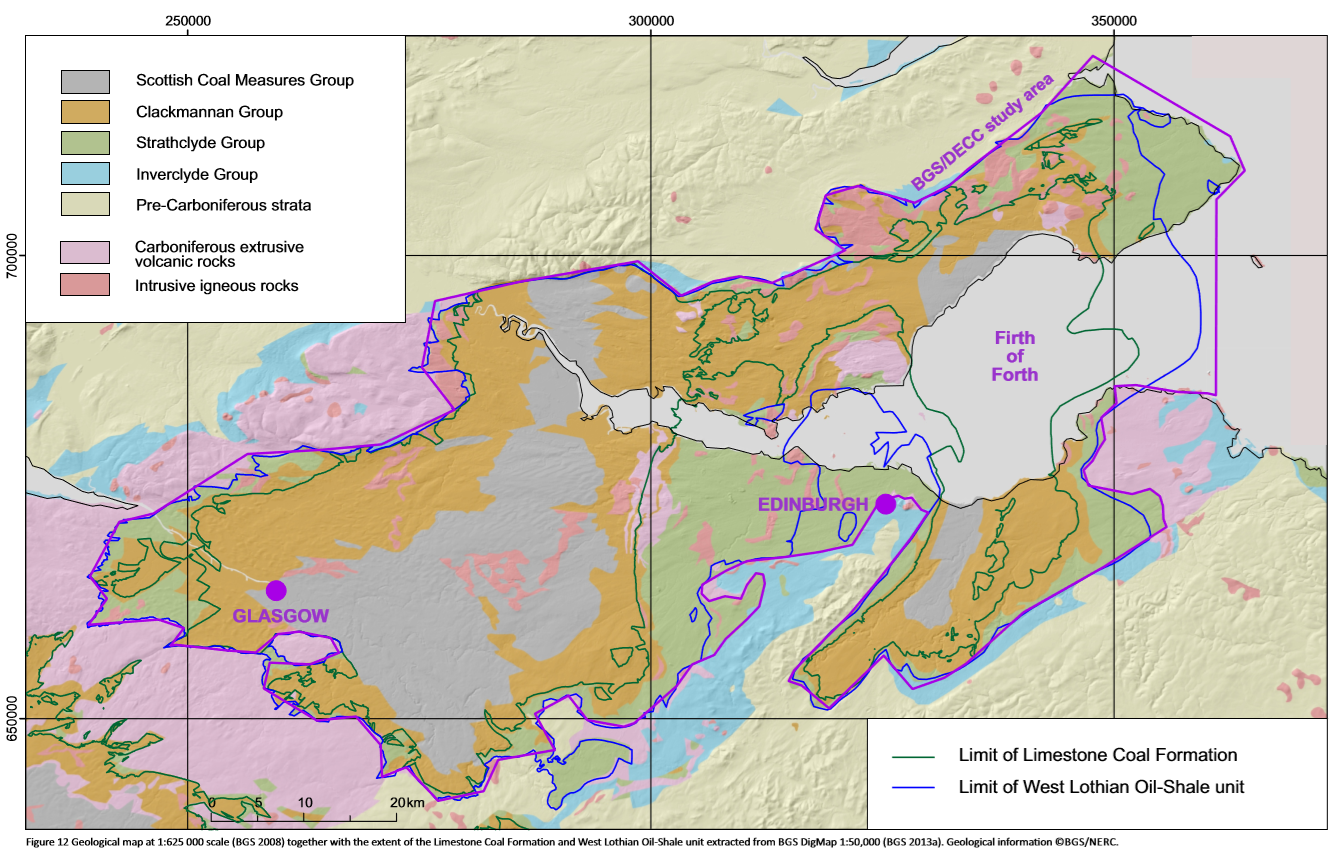 250000
300000
350000
Scottish Coal Measures Group
Clackmannan Group
Strathclyde Group
Inverclyde Group
Pre-Carboniferous strata
Carboniferous extrusive
volcanic rocks
Intrusive igneous rocks
BGS/DECC study area
700000
Firth
of
Forth
EDINBURGH
GLASGOW
650000
0 5 10 20km
Limit of Limestone Coal Formation
Limit of West Lothian Oil-Shale unit
Figure 12 Geological map at 1:625 000 scale (BGS 2008) together with the extent of the Limestone Coal Formation and West Lothian Oil-Shale unit extracted from BGS DigMap 1:50,000 (BGS 2013a). Geological information ©BGS/NERC.